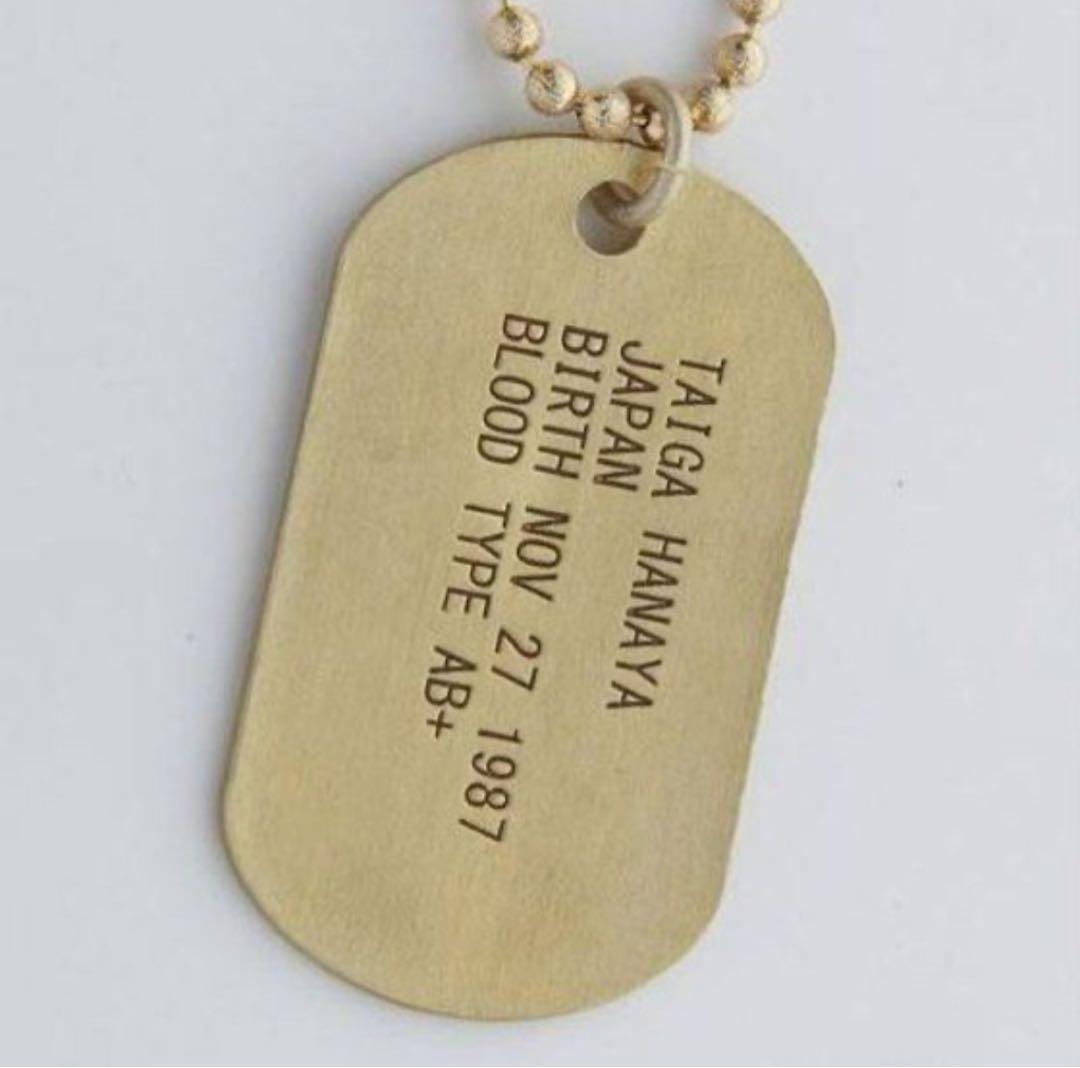 TAIGA HANAYA
JAPAN
BIRTH NOV 27 1987
BLOOD TYPE AB+